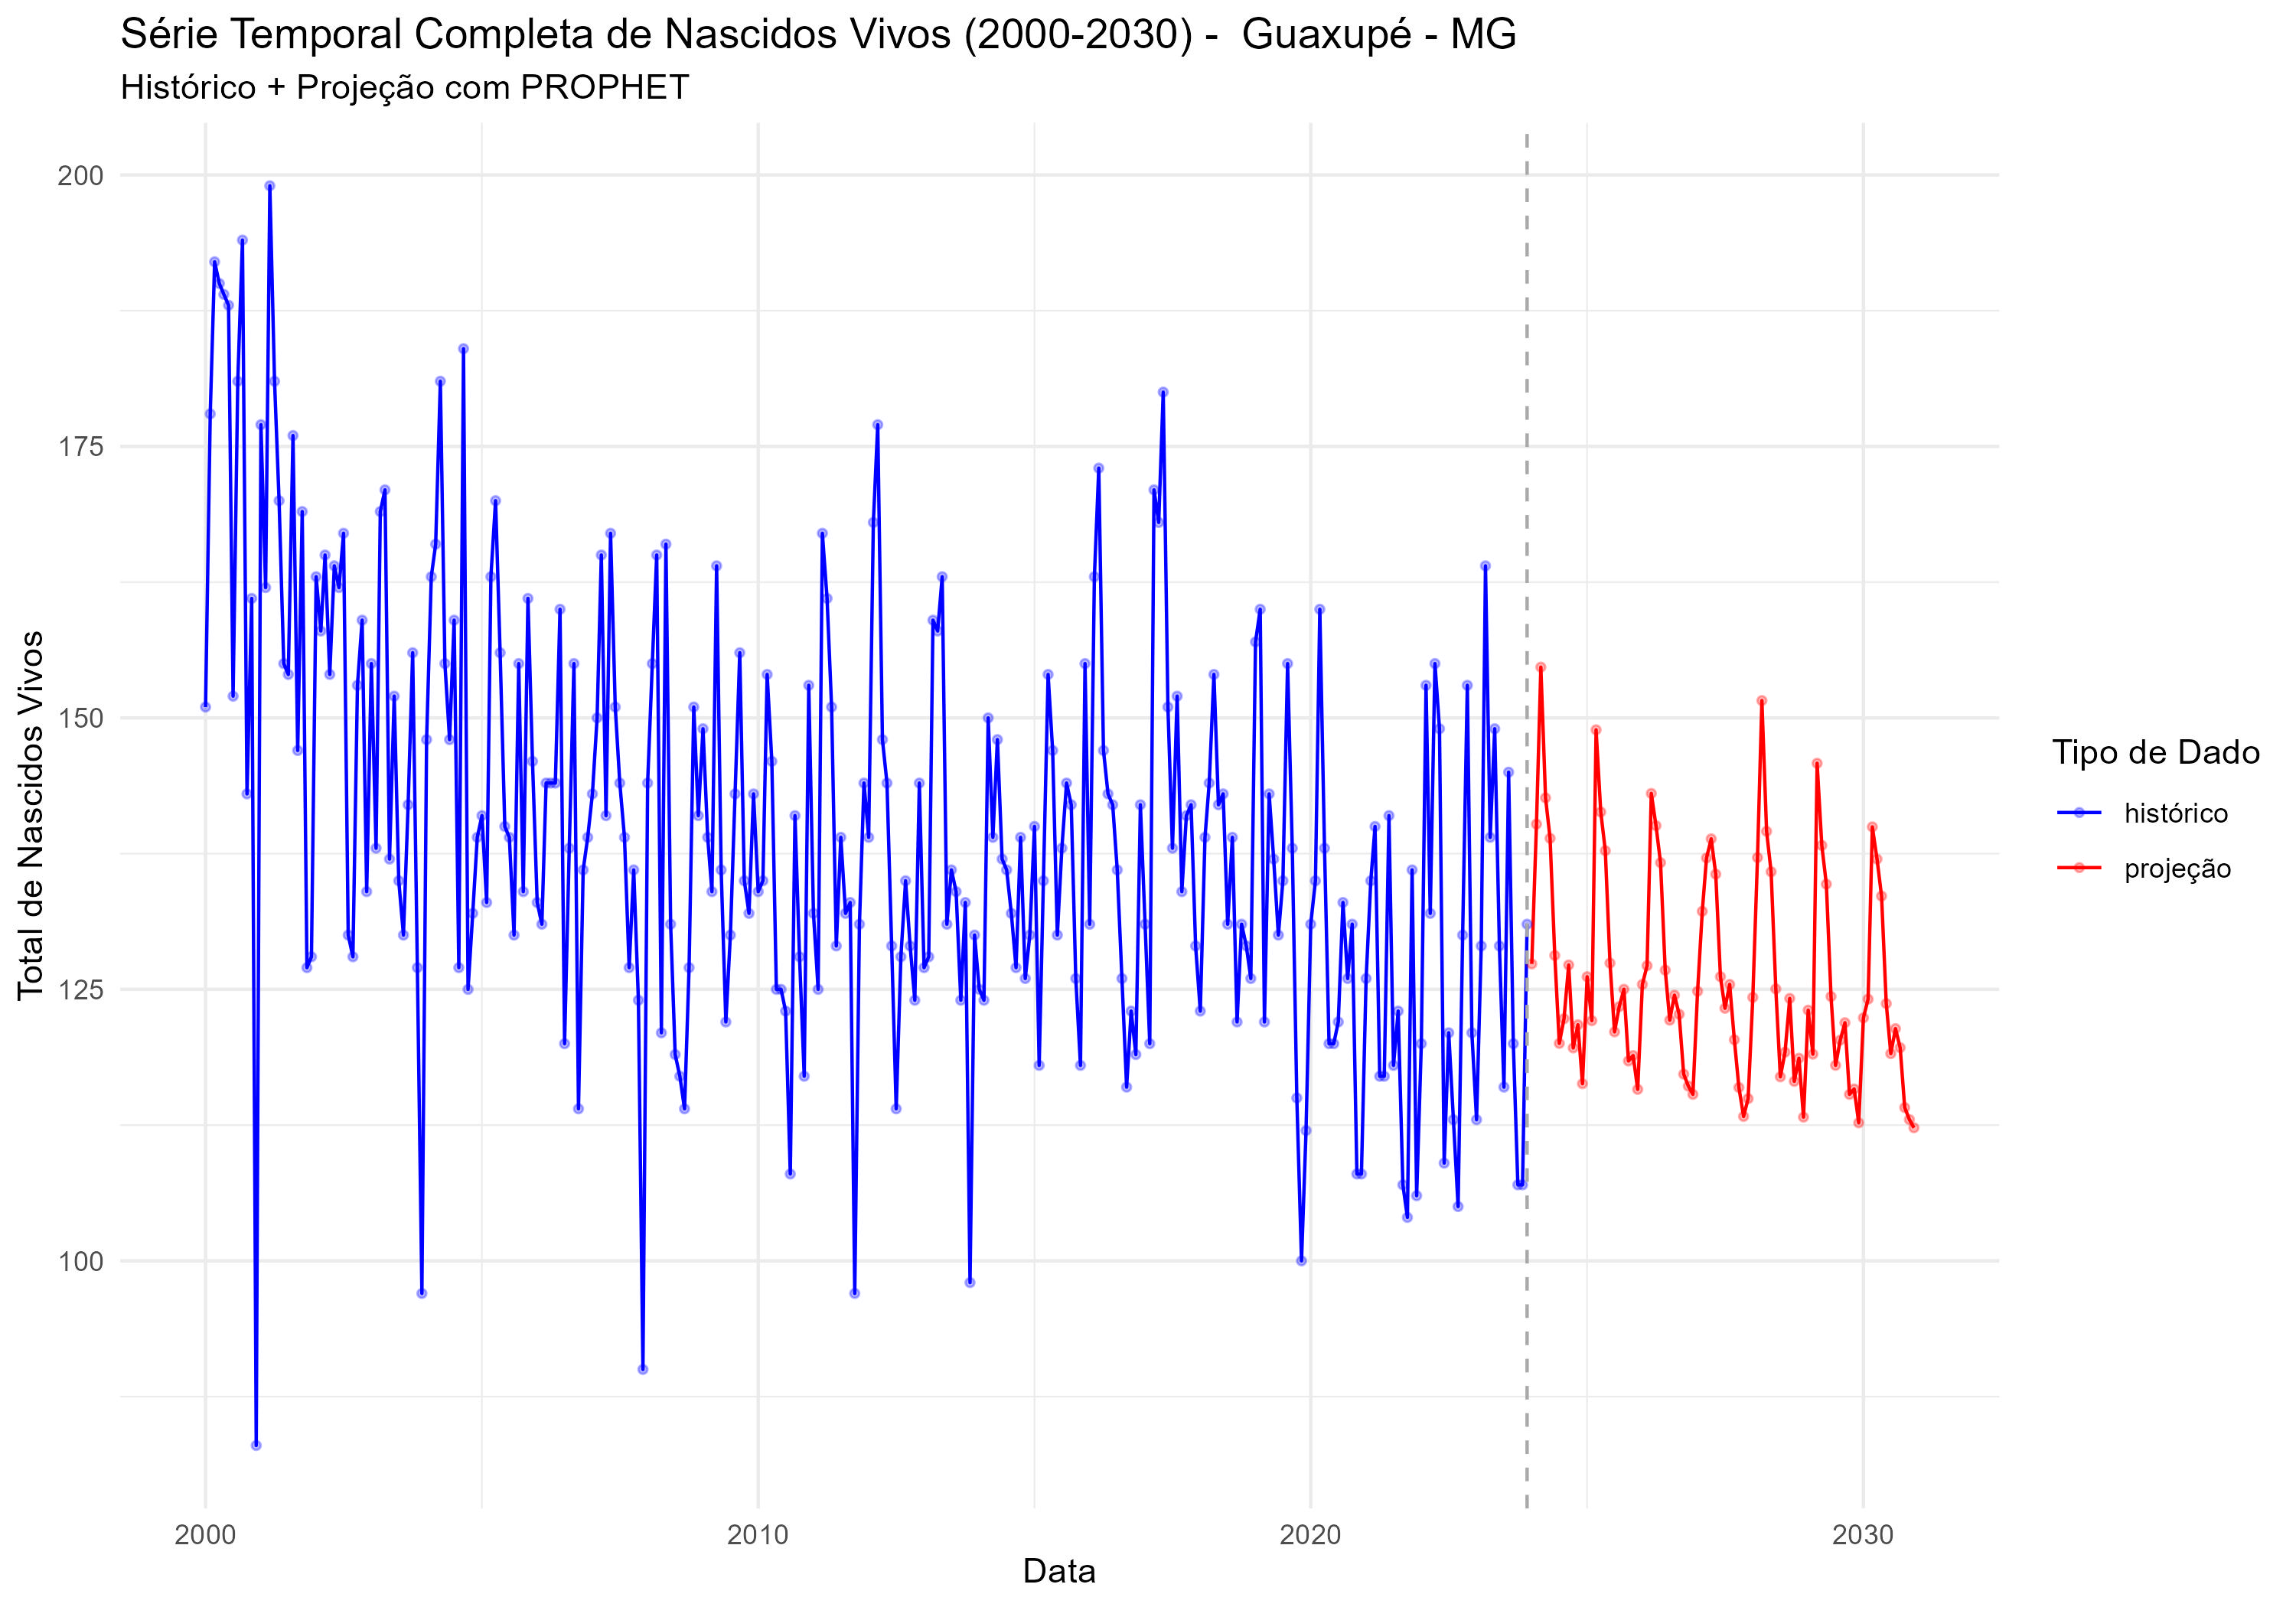 Série Temporal Completa de Nascidos Vivos (2000-2030) -  Guaxupé - MG
Histórico + Projeção com PROPHET
Total de Nascidos Vivos
200
175
150
125
100
2000
2010
2020
2030
Data
Tipo de Dado
histórico
projeção